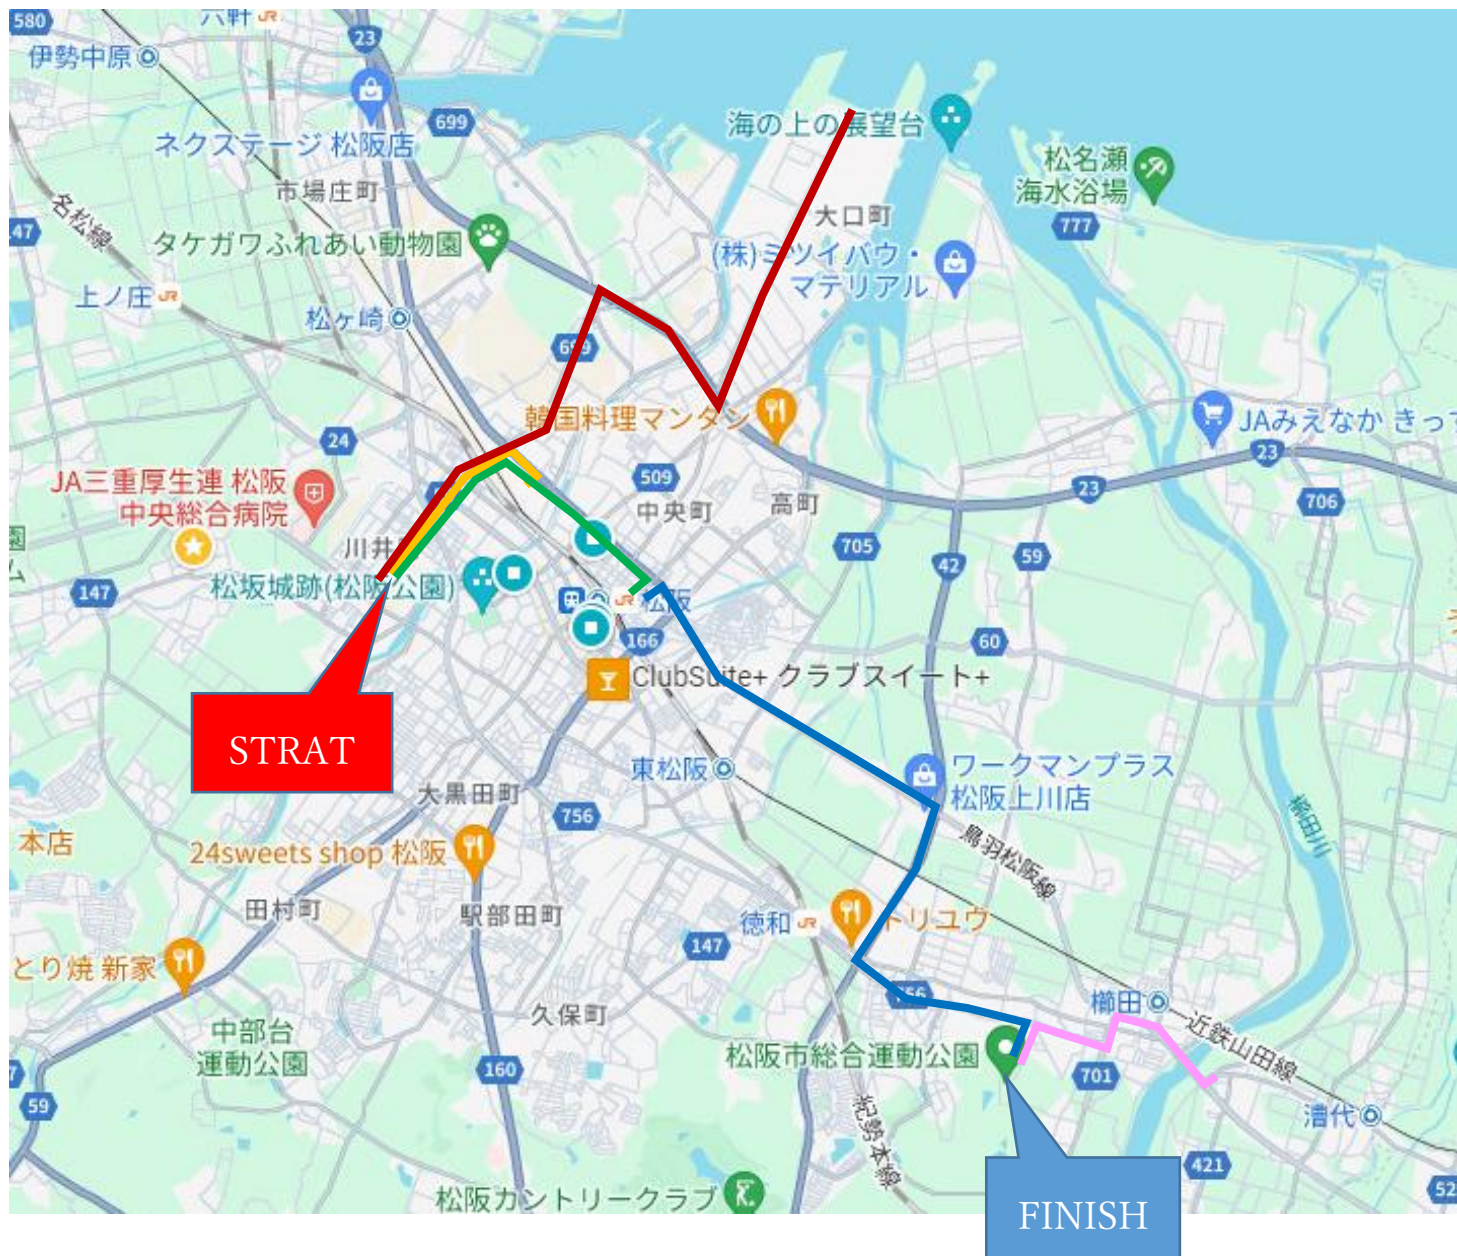 580
六軒
JR
23
伊勢中原
699
ネクステージ 松阪店
海の上の展望台
松名瀬
海水浴場
市場庄町
名松線
大口町
777
47
タケガワふれあい動物園
(株)ミツイバウ・
マテリアル
上ノ庄
JR
松ヶ崎
699
韓国料理マンタン
JAみえなか きっす
24
23
JA三重厚生連 松阪
中央総合病院
509
中央町
23
高町
706
園
川井
705
59
ム
147
松坂城跡(松阪公園)
42
JR
松阪
166
60
ClubSuite+ クラブスイート+
STRAT
東松阪
ワークマンプラス
松阪上川店
大黒田町
756
櫛田川
本店
24sweets shop 松阪
鳥羽松阪線
田村町
駅部田町
徳和
JR
トリユウ
147
とり焼 新家
756
櫛田
久保町
近鉄山田線
中部台
運動公園
松阪市総合運動公園
160
701
7
59
紀勢本線
漕代
421
松阪カントリークラブ
52
FINISH